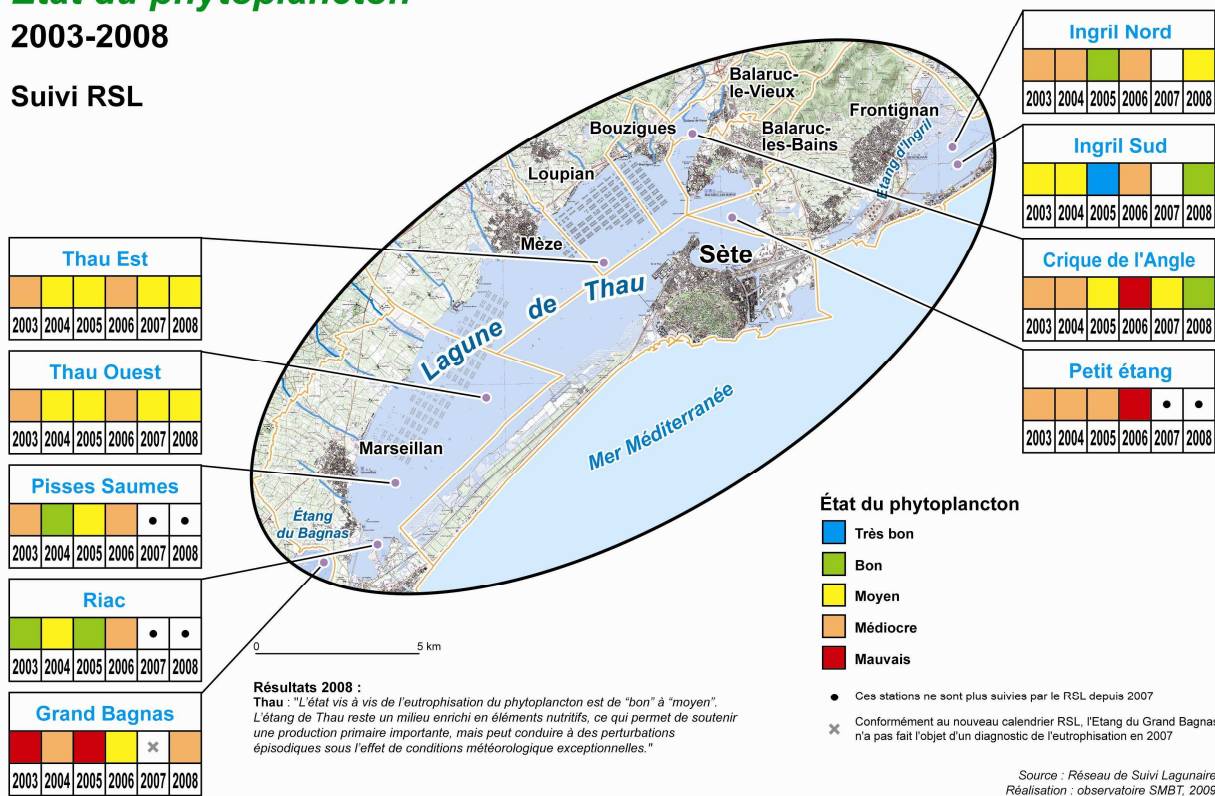 État du phytoplancton
2003-2008
Suivi RSL
Thau Est
2003 2004 2005 2006 2007 2008
Thau Ouest
2003 2004 2005 2006 2007 2008
Pisses Saumes
2003 2004 2005 2006 2007 2008
Riac
2003 2004 2005 2006 2007 2008
Grand Bagnas
2003 2004 2005 2006 2007 2008
Balaruc-
le-Vieux
Bouzigues
Balaruc-
les-Bains
Frontignan
Étang d'Ingril
Loupian
Mèze
Sète
Lagune de Thau
Marseillan
Étang
du Bagnas
Mer Méditerranée
Ingril Nord
2003 2004 2005 2006 2007 2008
Ingril Sud
2003 2004 2005 2006 2007 2008
Crique de l'Angle
2003 2004 2005 2006 2007 2008
Petit étang
2003 2004 2005 2006 2007 2008
0 5 km
Résultats 2008 :
Thau : "L'état vis à vis de l'eutrophisation du phytoplancton est de “bon” à “moyen”.
L'étang de Thau reste un milieu enrichi en éléments nutritifs, ce qui permet de soutenir
une production primaire importante, mais peut conduire à des perturbations
épisodiques sous l'effet de conditions météorologique exceptionnelles."
État du phytoplancton
Très bon
Bon
Moyen
Médiocre
Mauvais
Ces stations ne sont plus suivies par le RSL depuis 2007
Conformément au nouveau calendrier RSL, l'Etang du Grand Bagnas
n'a pas fait l'objet d'un diagnostic de l'eutrophisation en 2007
Source : Réseau de Suivi Lagunaire
Réalisation : observatoire SMBT, 2009